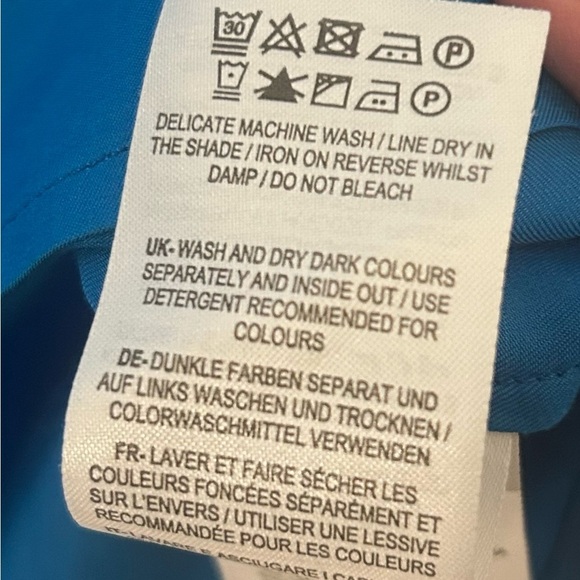 30 P
P
DELICATE MACHINE WASH / LINE DRY IN
THE SHADE / IRON ON REVERSE WHILST
DAMP / DO NOT BLEACH
UK- WASH AND DRY DARK COLOURS
SEPARATELY AND INSIDE OUT / USE
DETERGENT RECOMMENDED FOR
COLOURS
DE- DUNKLE FARBEN SEPARAT UND
AUF LINKS WASCHEN UND TROCKNEN /
COLORWASCHMITTEL VERWENDEN
FR- LAVER ET FAIRE SÉCHER LES
COULEURS FONCÉES SÉPARÉMENT ET
SUR L'ENVERS / UTILISER UNE LESSIVE
RECOMMANDÉE POUR LES COULEURS